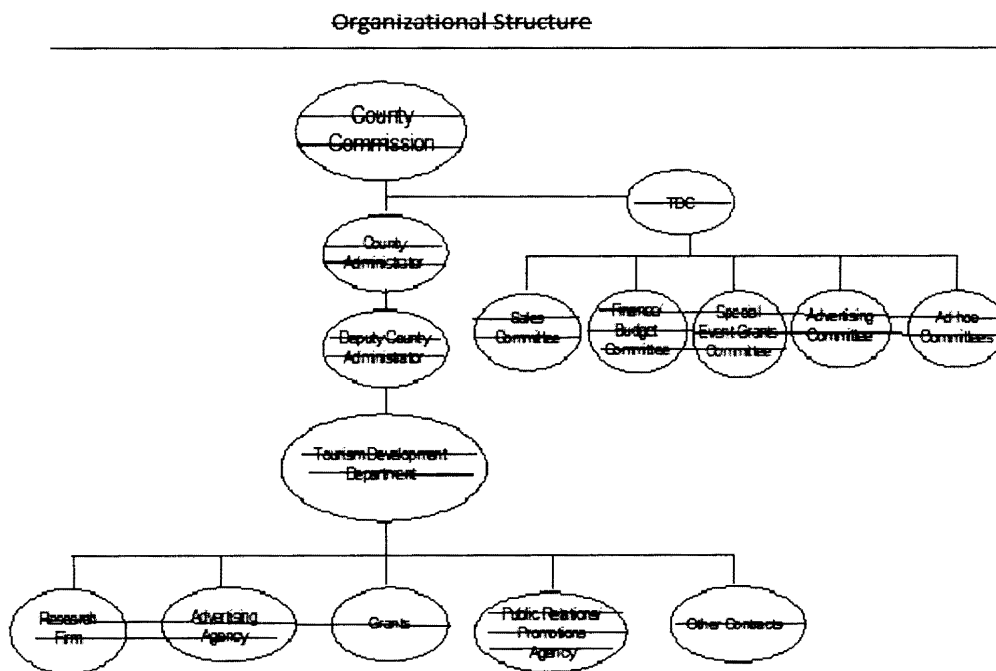 Organizational Structure
County
Commission
TDC
County
Administrator
Sales
Committee
Finance/
Budget
Committee
Special
Event Grants
Committee
Advertising
Committee
Ad hoc
Committees
Deputy County
Administrator
Tourism Development
Department
Research
Firm
Advertising
Agency
Grants
Public Relations/
Promotions
Agency
Other Contracts